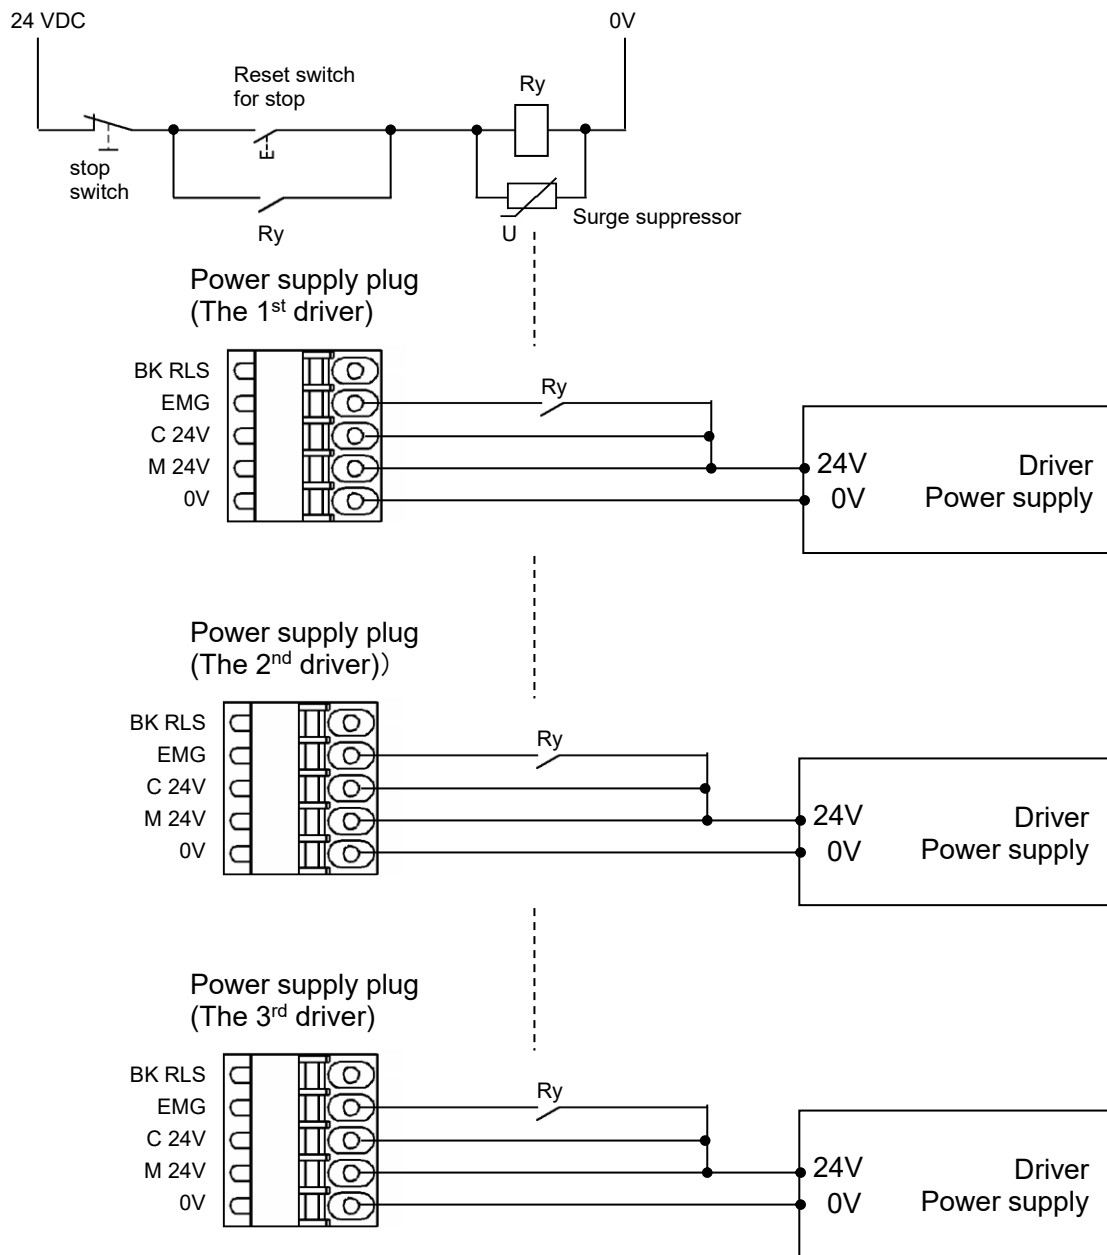 24 VDC
0V
Reset switch
for stop
Ry
stop
switch
Ry
U
Surge suppressor
Power supply plug
(The 1st driver)
BK RLS
EMG
C 24V
M 24V
0V
Ry
24V
0V
Driver
Power supply
Power supply plug
(The 2nd driver)）
BK RLS
EMG
C 24V
M 24V
0V
Ry
24V
0V
Driver
Power supply
Power supply plug
(The 3rd driver)
BK RLS
EMG
C 24V
M 24V
0V
Ry
24V
0V
Driver
Power supply